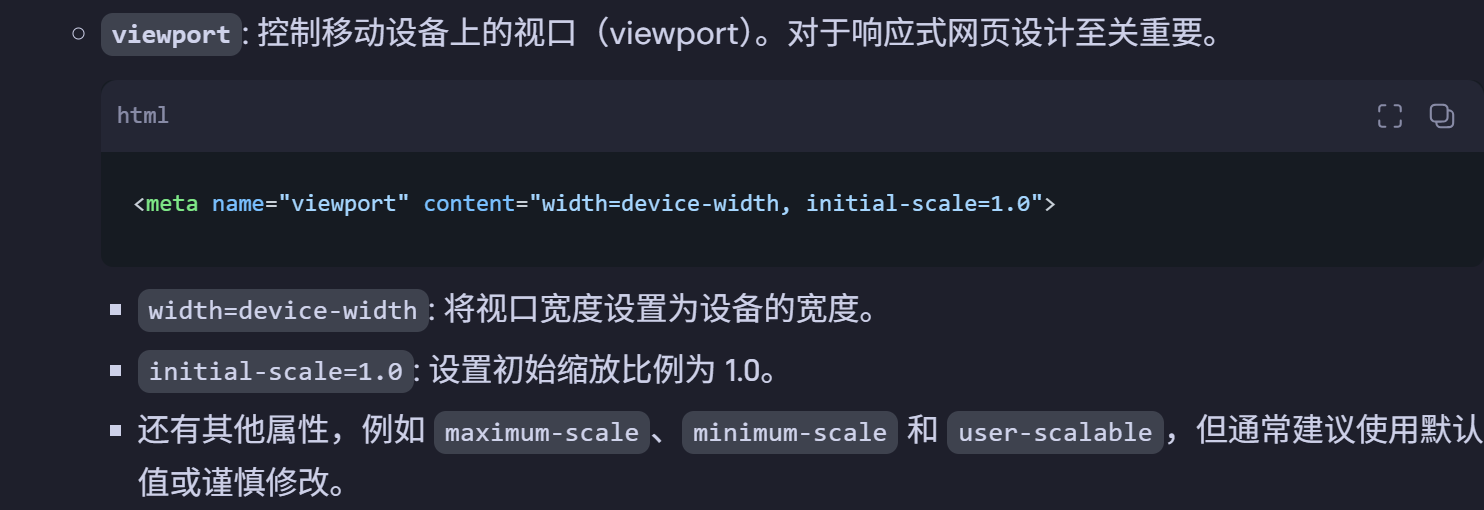 viewport: 控制移动设备上的视口（viewport）。对于响应式网页设计至关重要。
html
<meta name="viewport" content="width=device-width, initial-scale=1.0">
width=device-width: 将视口宽度设置为设备的宽度。
initial-scale=1.0: 设置初始缩放比例为 1.0。
还有其他属性，例如 maximum-scale、minimum-scale 和 user-scalable，但通常建议使用默认
值或谨慎修改。